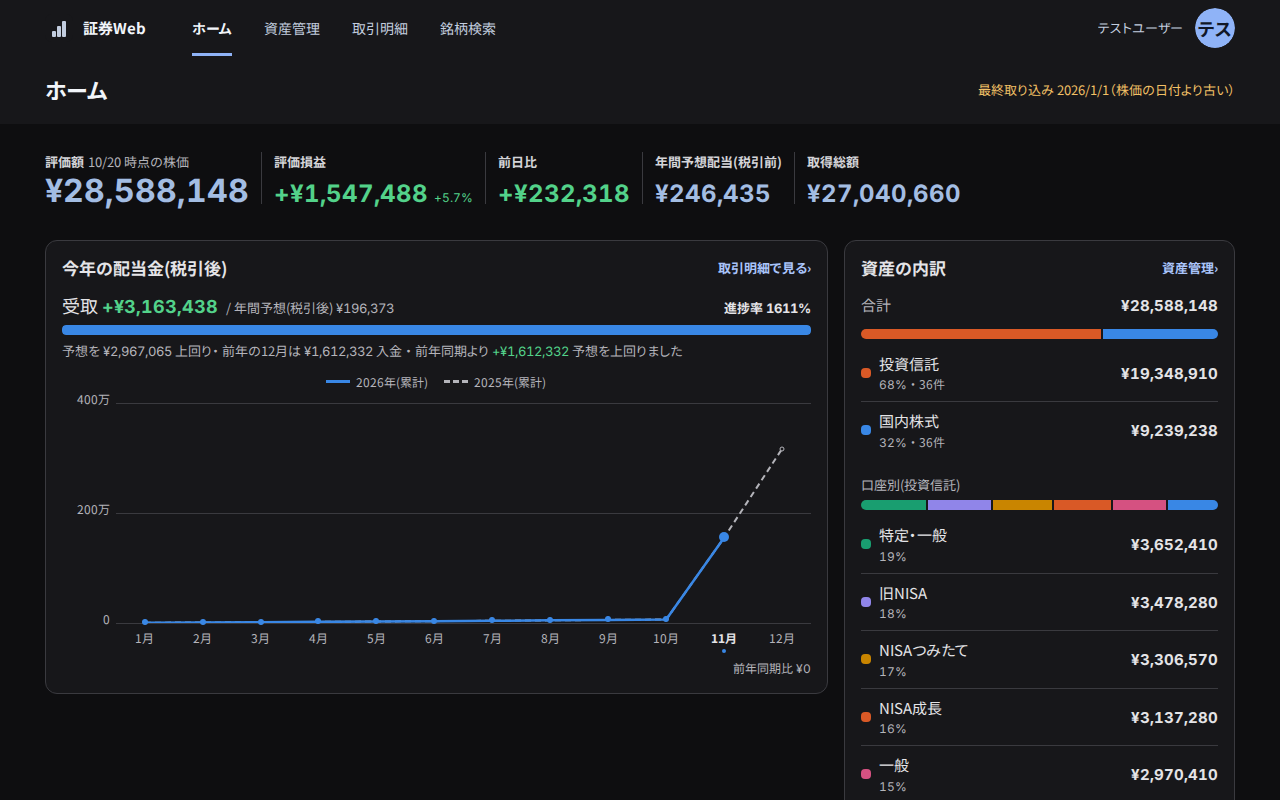 証券Web ホーム 資産管理 取引明細 銘柄検索 テストユーザー テス
ホーム 最終取り込み 2026/1/1(株価の日付より古い)
評価額 10/20 時点の株価
¥28,588,148
評価損益
+¥1,547,488 +5.7%
前日比
+¥232,318
年間予想配当(税引前)
¥246,435
取得総額
¥27,040,660
今年の配当金(税引後) 取引明細で見る›
受取 +¥3,163,438 / 年間予想(税引後) ¥196,373 進捗率 1611%
予想を ¥2,967,065 上回り・前年の12月は ¥1,612,332 入金・前年同期より +¥1,612,332 予想を上回りました
2026年(累計) 2025年(累計)
400万
200万
0
1月 2月 3月 4月 5月 6月 7月 8月 9月 10月 11月 12月
前年同期比 ¥0
資産の内訳 資産管理›
合計 ¥28,588,148
投資信託 ¥19,348,910
68%・36件
国内株式 ¥9,239,238
32%・36件
口座別(投資信託)
特定・一般 ¥3,652,410
19%
旧NISA ¥3,478,280
18%
NISAつみたて ¥3,306,570
17%
NISA成長 ¥3,137,280
16%
一般 ¥2,970,410
15%